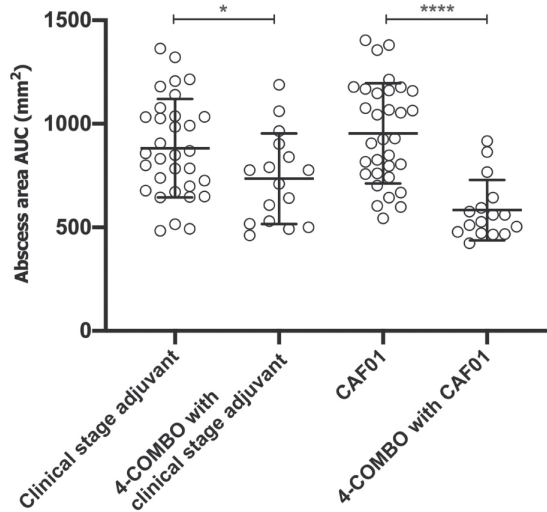 * ****
1500
1000
500
0
Abscess area AUC (mm²)
Clinical stage adjuvant
4-COMBO with
clinical stage adjuvant
CAF01
4-COMBO with CAF01